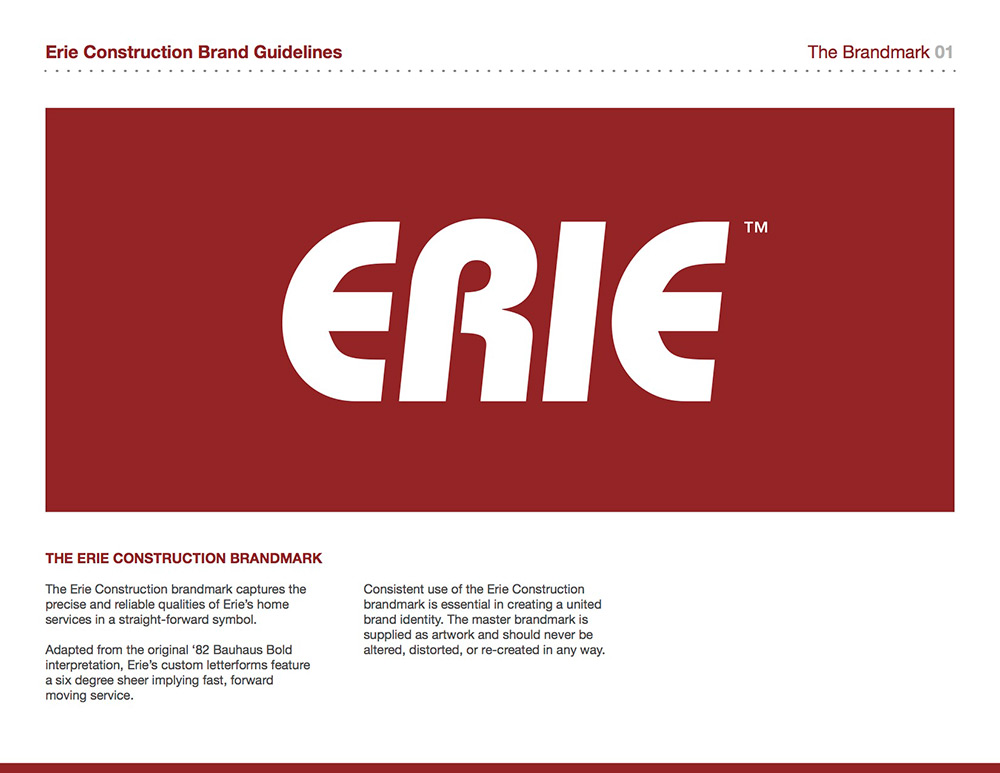 Erie Construction Brand Guidelines
The Brandmark 01
ERIE TM
THE ERIE CONSTRUCTION BRANDMARK
The Erie Construction brandmark captures the
precise and reliable qualities of Erie’s home
services in a straight-forward symbol.
Adapted from the original ‘82 Bauhaus Bold
interpretation, Erie’s custom letterforms feature
a six degree sheer implying fast, forward
moving service.
Consistent use of the Erie Construction
brandmark is essential in creating a united
brand identity. The master brandmark is
supplied as artwork and should never be
altered, distorted, or re-created in any way.